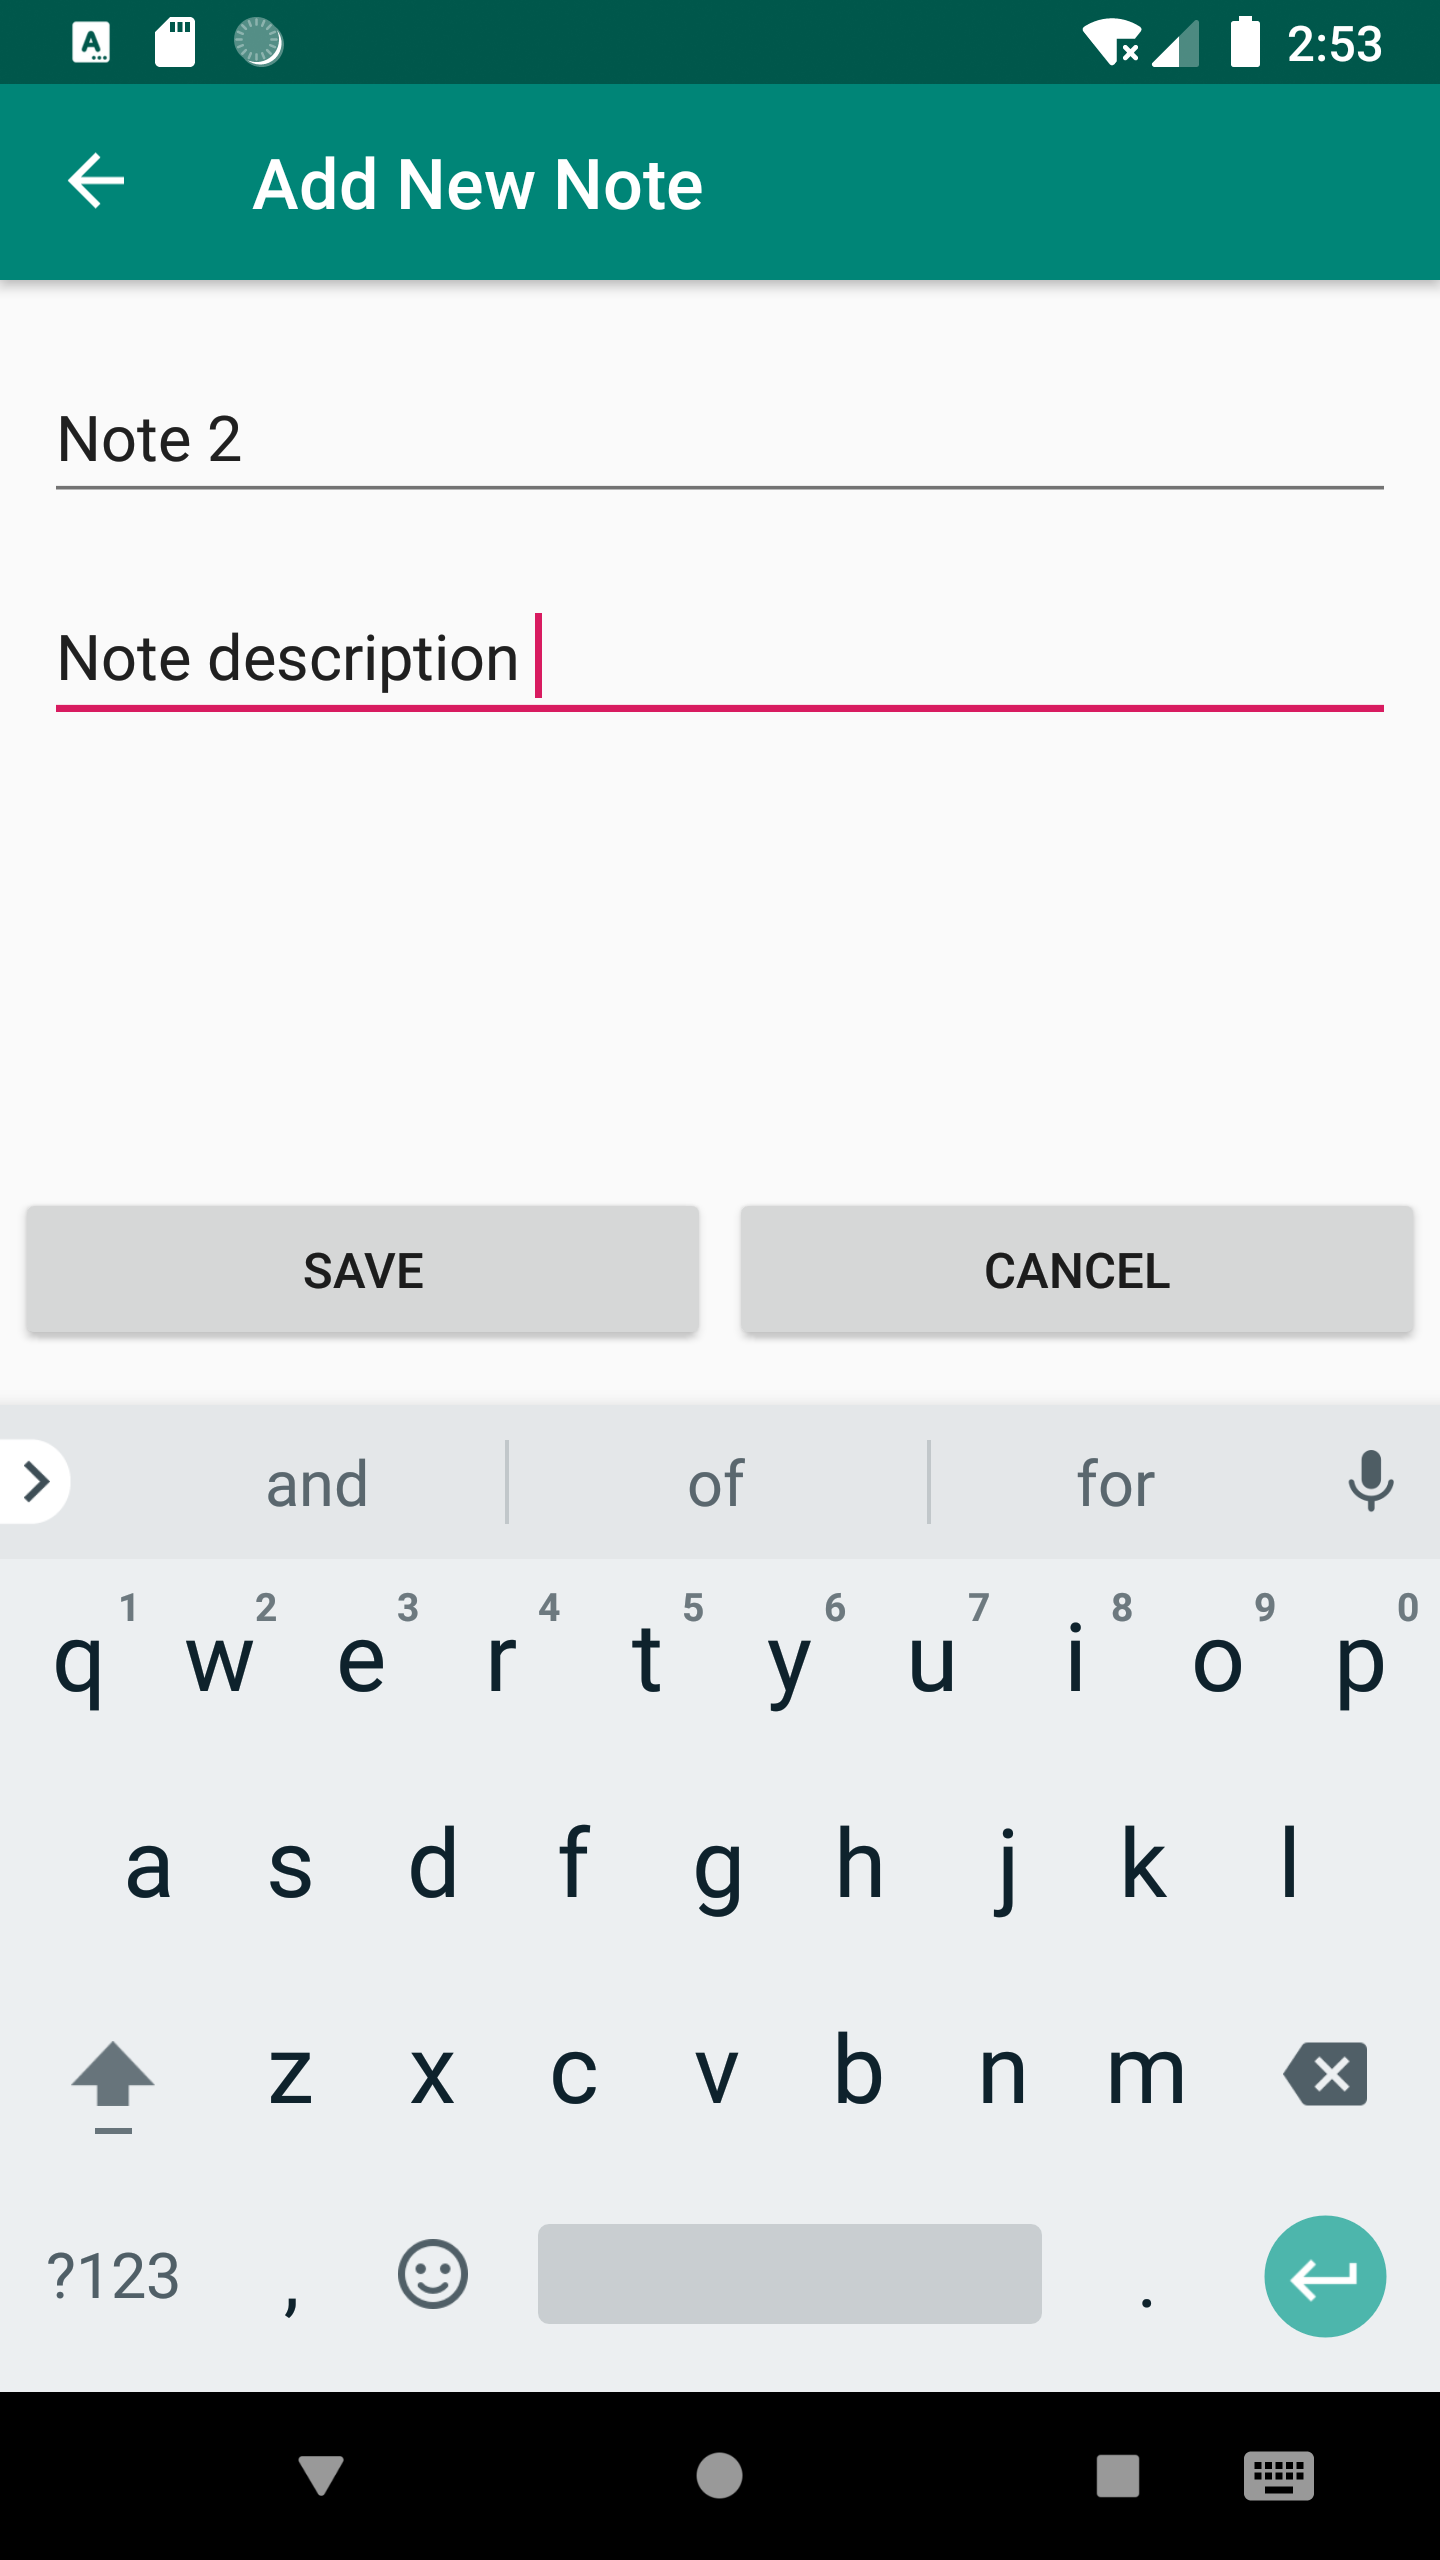 2:53
Add New Note
Note 2
Note description
SAVE CANCEL
and of for
1 2 3 4 5 6 7 8 9 0
q w e r t y u i o p
a s d f g h j k l
z x c v b n m
?123 , .